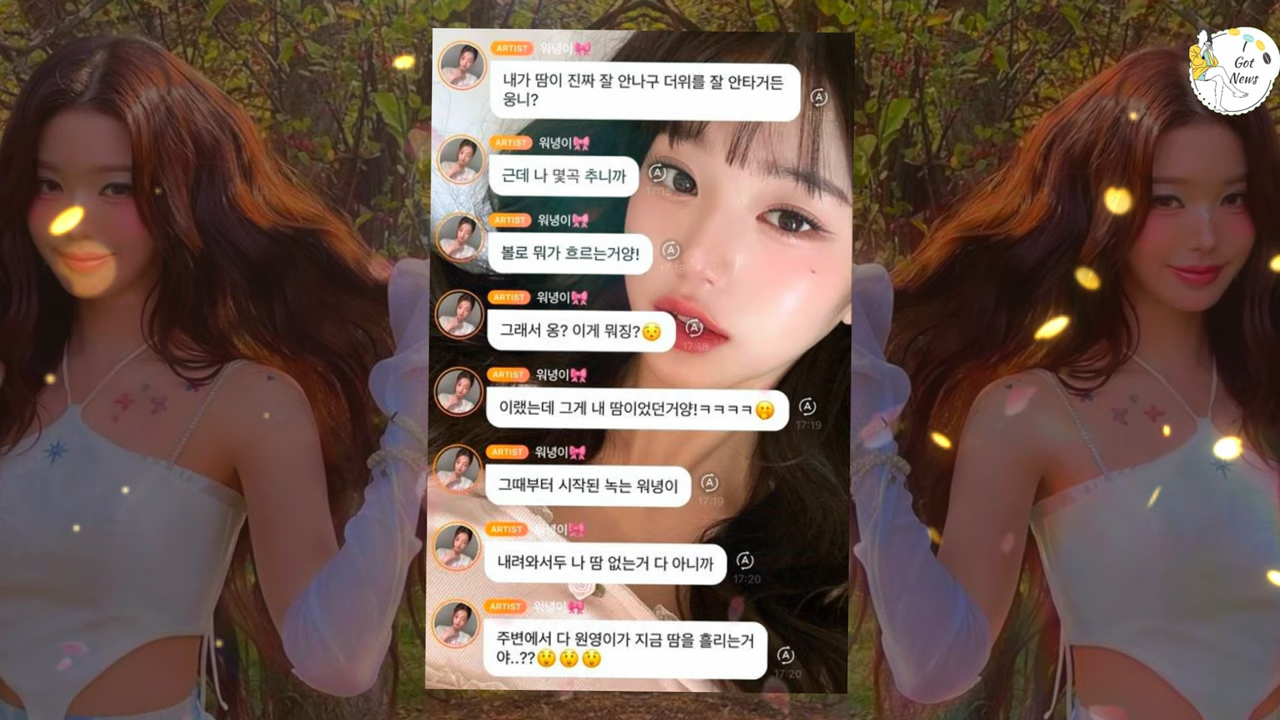 I
Got
News
ARTIST 워녕이🎀
내가 땀이 진짜 잘 안나구 더위를 잘 안타거든
웅니?
ARTIST 워녕이🎀
근데 나 몇곡 추니까
ARTIST 워녕이🎀
볼로 뭐가 흐르는거양!
17:18
ARTIST 워녕이🎀
그래서 옹? 이게 뭐징?😯
17:18
ARTIST 워녕이🎀
이랬는데 그게 내 땀이었던거양!ㅋㅋㅋㅋ🤭
17:19
ARTIST 워녕이🎀
그때부터 시작된 녹는 워녕이
17:19
ARTIST 워녕이🎀
내려와서두 나 땀 없는거 다 아니까
17:20
ARTIST 워녕이🎀
주변에서 다 원영이가 지금 땀을 흘리는거
야..??😲😲😲
17:20